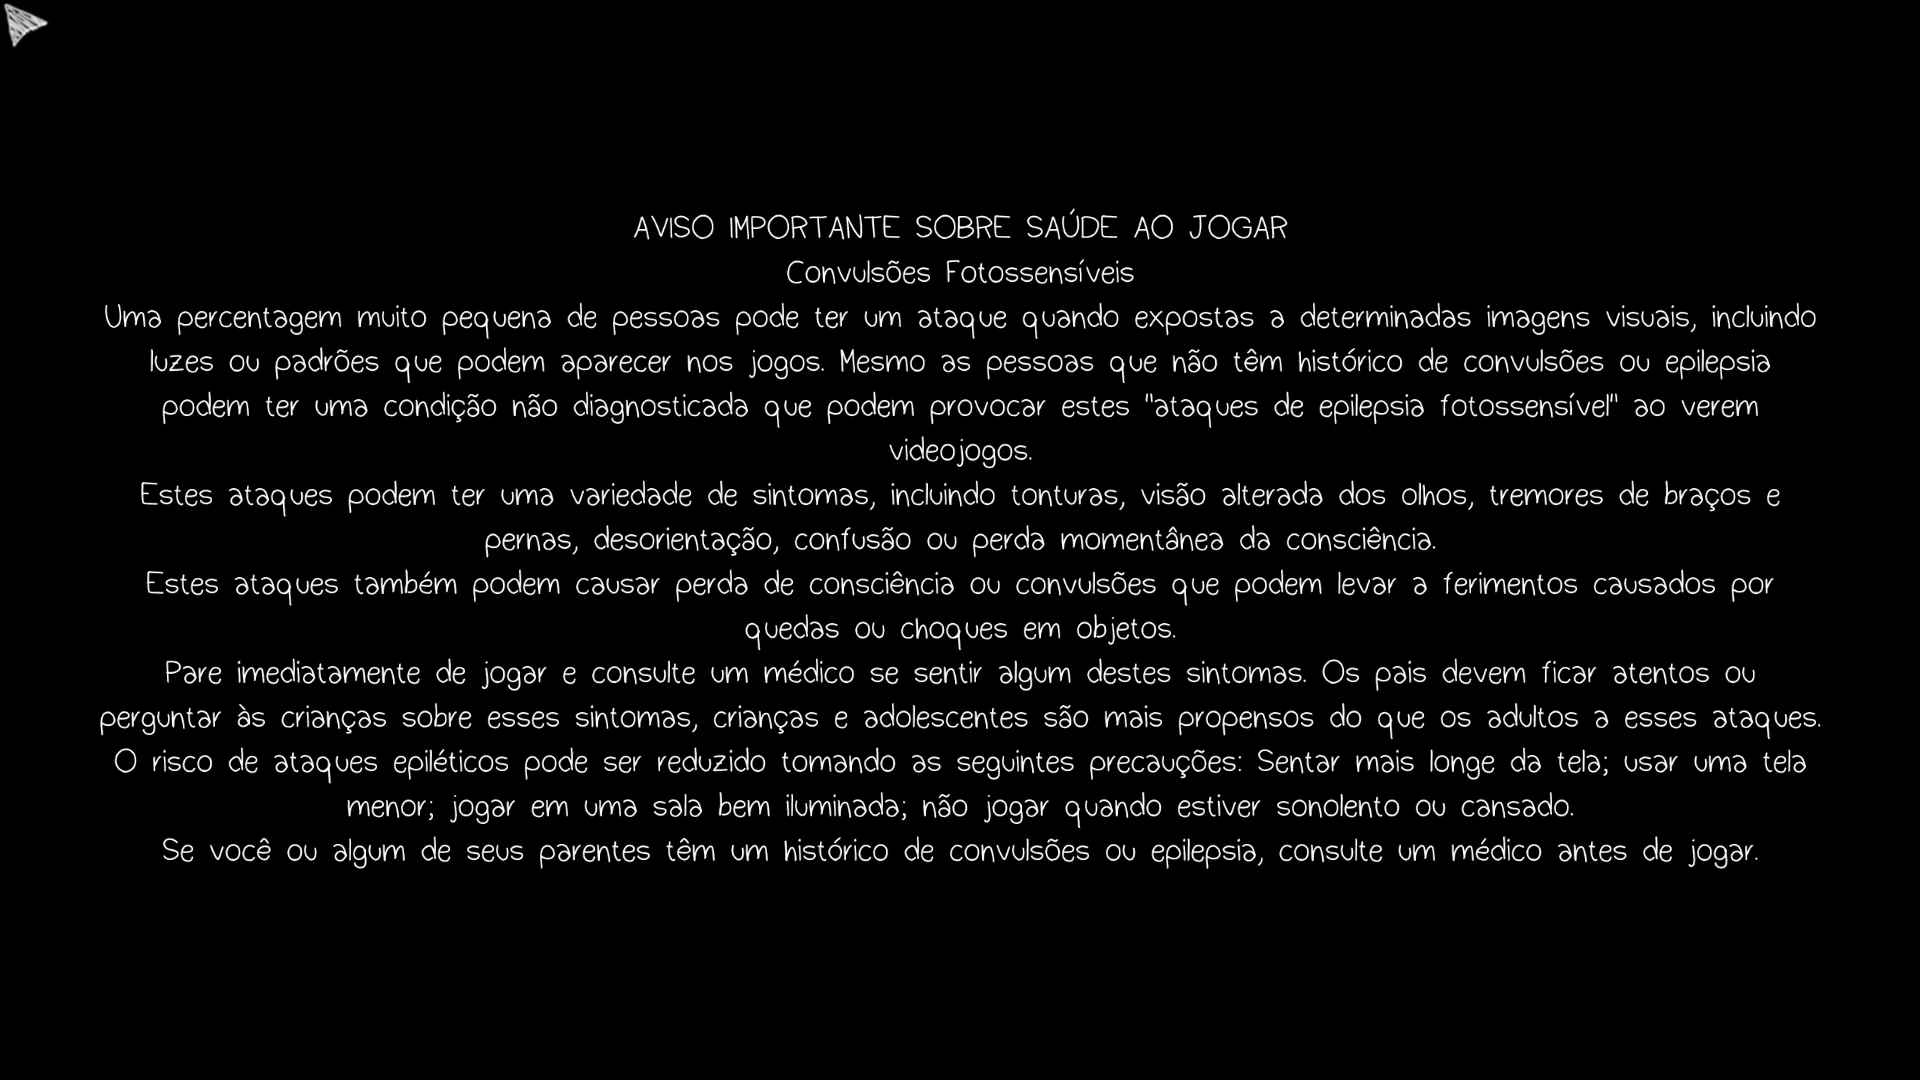 AVISO IMPORTANTE SOBRE SAÚDE AO JOGAR
Convulsões Fotossensíveis
Uma percentagem muito pequena de pessoas pode ter um ataque quando expostas a determinadas imagens visuais, incluindo
luzes ou padrões que podem aparecer nos jogos. Mesmo as pessoas que não têm histórico de convulsões ou epilepsia
podem ter uma condição não diagnosticada que podem provocar estes "ataques de epilepsia fotossensível" ao verem
videojogos.
Estes ataques podem ter uma variedade de sintomas, incluindo tonturas, visão alterada dos olhos, tremores de braços e
pernas, desorientação, confusão ou perda momentânea da consciência.
Estes ataques também podem causar perda de consciência ou convulsões que podem levar a ferimentos causados por
quedas ou choques em objetos.
Pare imediatamente de jogar e consulte um médico se sentir algum destes sintomas. Os pais devem ficar atentos ou
perguntar às crianças sobre esses sintomas, crianças e adolescentes são mais propensos do que os adultos a esses ataques.
O risco de ataques epiléticos pode ser reduzido tomando as seguintes precauções: Sentar mais longe da tela; usar uma tela
menor; jogar em uma sala bem iluminada; não jogar quando estiver sonolento ou cansado.
Se você ou algum de seus parentes têm um histórico de convulsões ou epilepsia, consulte um médico antes de jogar.